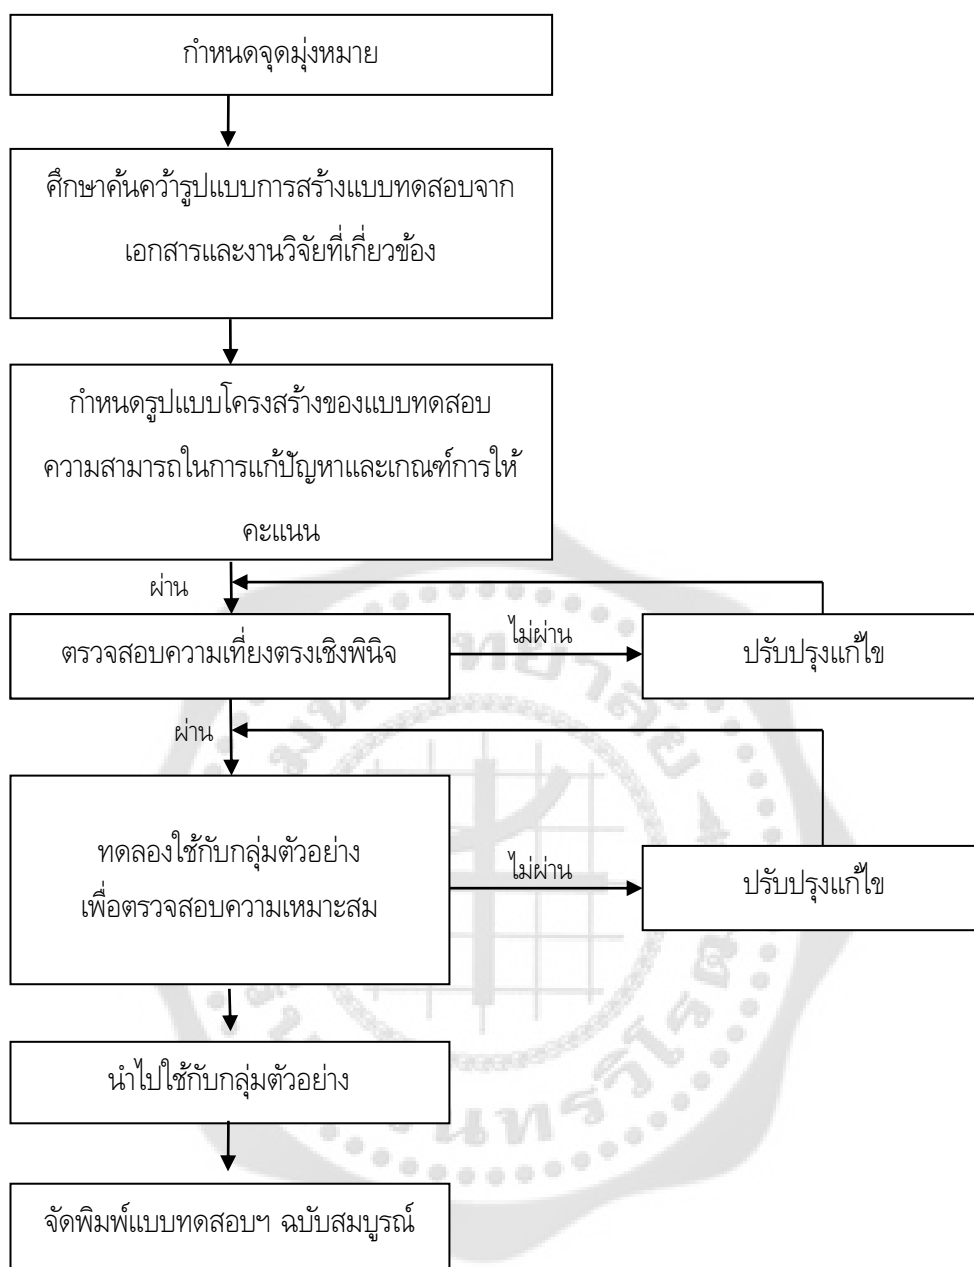 กำหนดจุดมุ่งหมาย
ศึกษาค้นคว้ารูปแบบการสร้างแบบทดสอบจาก
เอกสารและงานวิจัยที่เกี่ยวข้อง
กำหนดรูปแบบโครงสร้างของแบบทดสอบ
ความสามารถในการแก้ปัญหาและเกณฑ์การให้
คะแนน
ผ่าน
ตรวจสอบความเที่ยงตรงเชิงพินิจ
ไม่ผ่าน
ปรับปรุงแก้ไข
ผ่าน
ทดลองใช้กับกลุ่มตัวอย่าง
เพื่อตรวจสอบความเหมาะสม
ไม่ผ่าน
ปรับปรุงแก้ไข
นำไปใช้กับกลุ่มตัวอย่าง
จัดพิมพ์แบบทดสอบฯ ฉบับสมบูรณ์